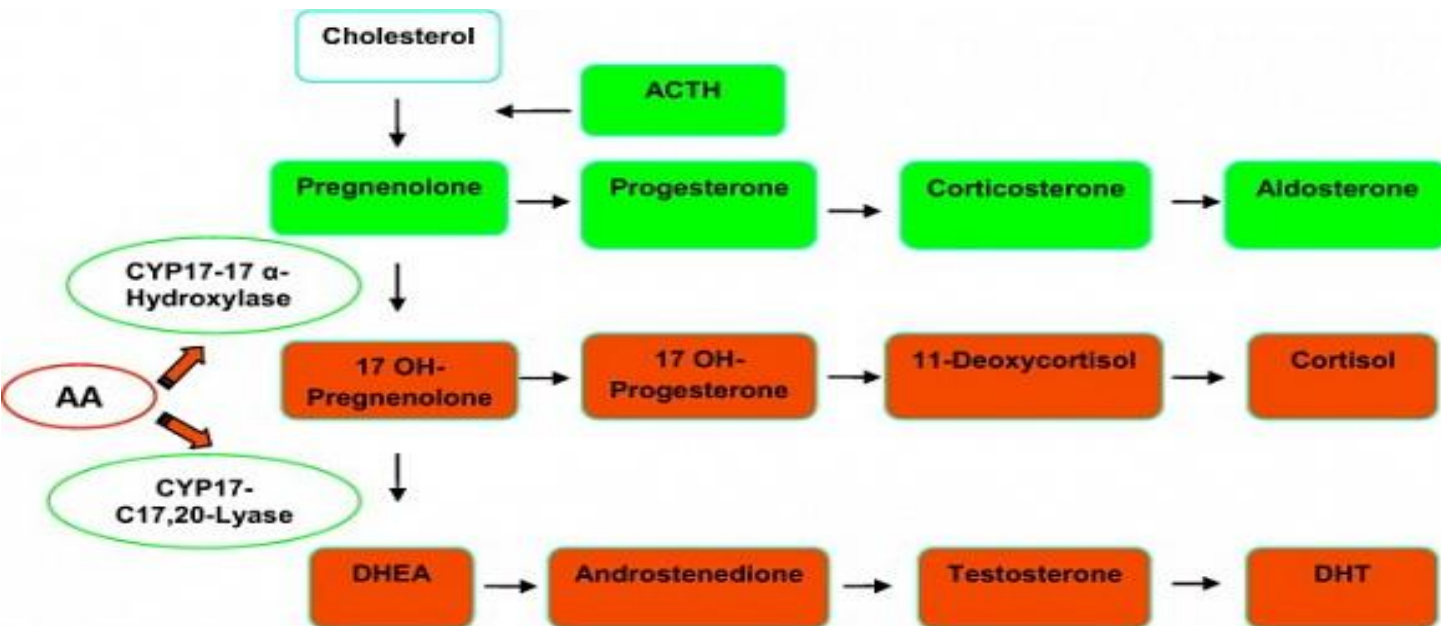 Cholesterol
ACTH
Pregnenolone
Progesterone
Corticosterone
Aldosterone
CYP17-17 α-
Hydroxylase
17 OH-
Pregnenolone
17 OH-
Progesterone
11-Deoxycortisol
Cortisol
AA
CYP17-
C17,20-Lyase
DHEA
Androstenedione
Testosterone
DHT